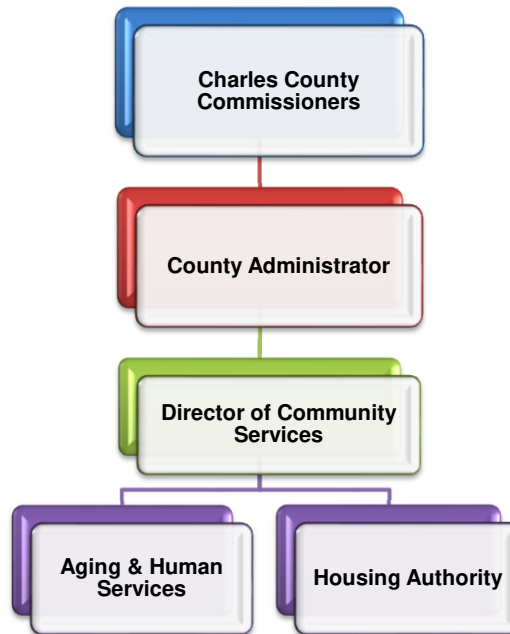 Charles County
Commissioners
County Administrator
Director of Community
Services
Aging & Human
Services
Housing Authority